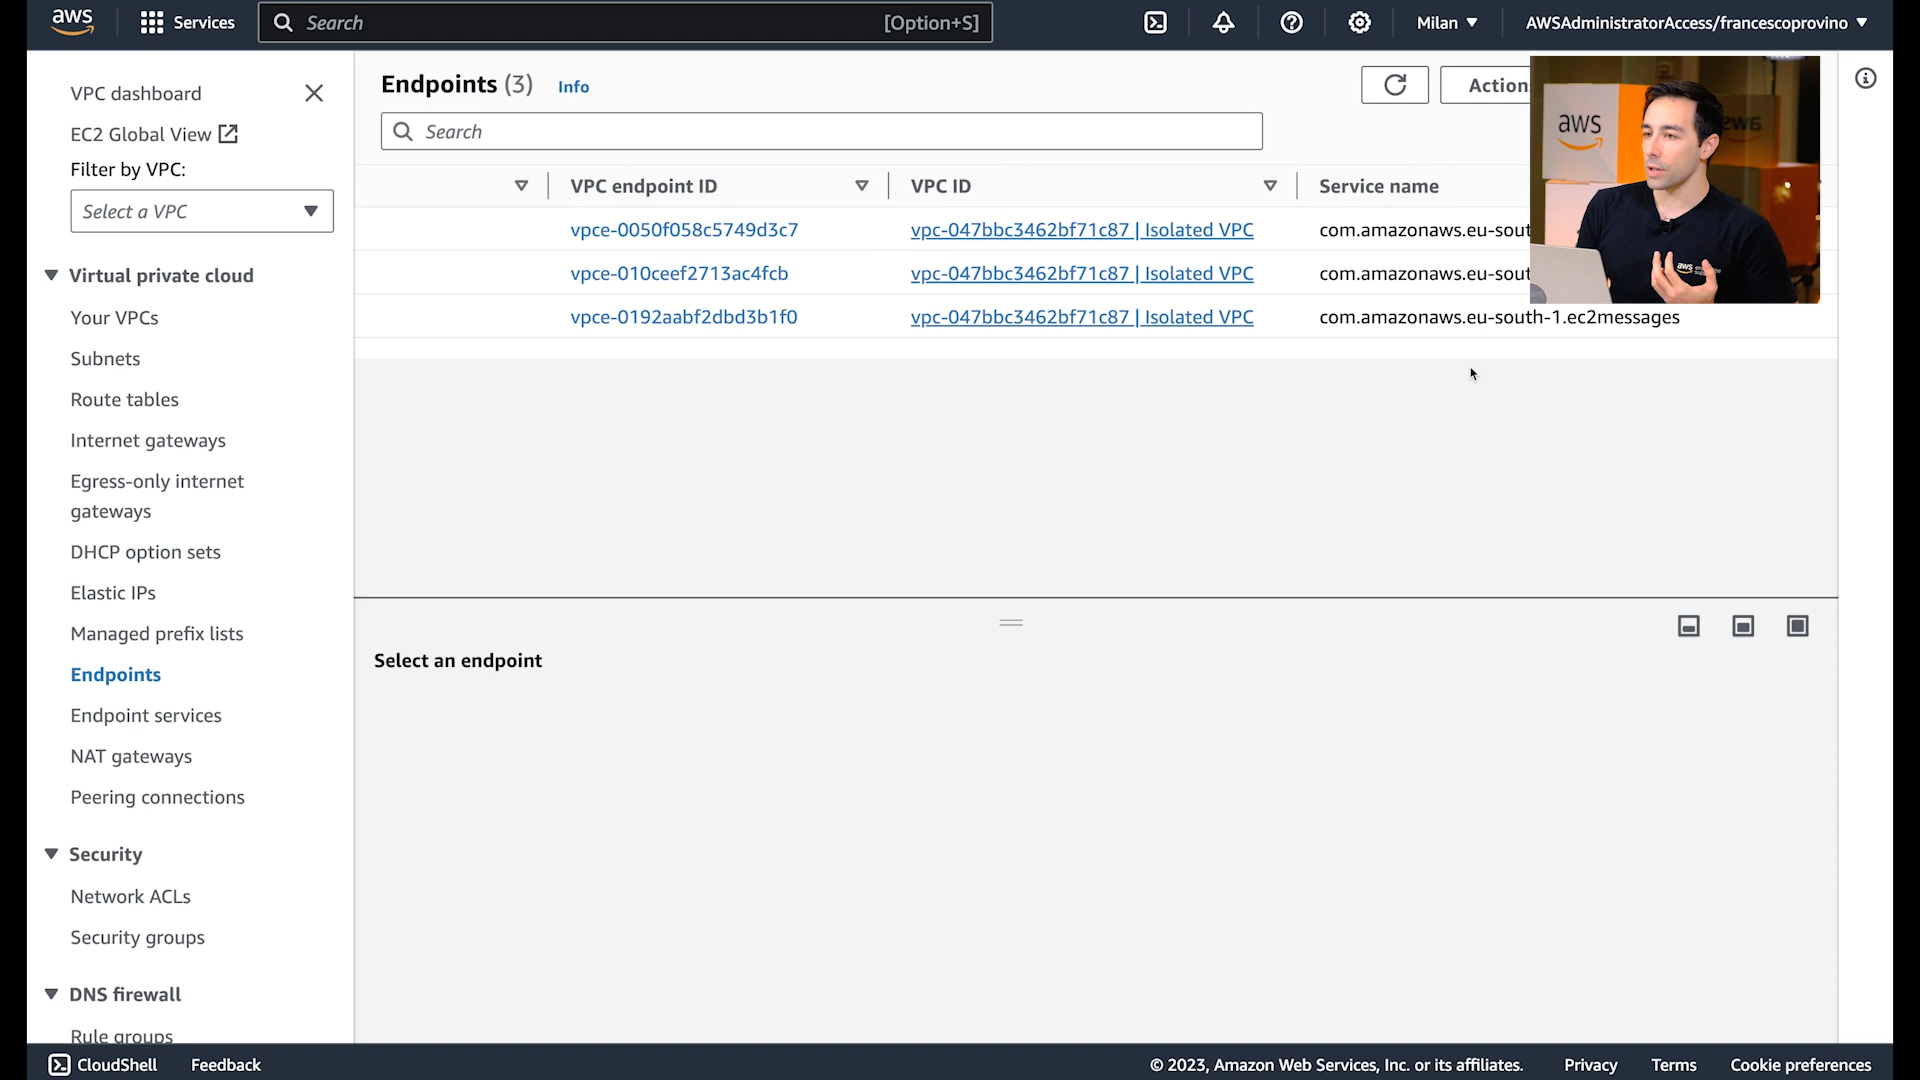 aws
Services
Search
[Option+S]
Milan
AWSAdministratorAccess/francescoprovino
VPC dashboard
EC2 Global View
Filter by VPC:
Select a VPC
Virtual private cloud
Your VPCs
Subnets
Route tables
Internet gateways
Egress-only internet
gateways
DHCP option sets
Elastic IPs
Managed prefix lists
Endpoints
Endpoint services
NAT gateways
Peering connections
Security
Network ACLs
Security groups
DNS firewall
Rule groups
Endpoints (3) Info
Action
Search
VPC endpoint ID
VPC ID
Service name
vpce-0050f058c5749d3c7
vpc-047bbc3462bf71c87 | Isolated VPC
com.amazonaws.eu-sout
vpce-010ceef2713ac4fcb
vpc-047bbc3462bf71c87 | Isolated VPC
com.amazonaws.eu-sout
vpce-0192aabf2dbd3b1f0
vpc-047bbc3462bf71c87 | Isolated VPC
com.amazonaws.eu-south-1.ec2messages
aws
aws
aws
Select an endpoint
CloudShell
Feedback
© 2023, Amazon Web Services, Inc. or its affiliates.
Privacy
Terms
Cookie preferences